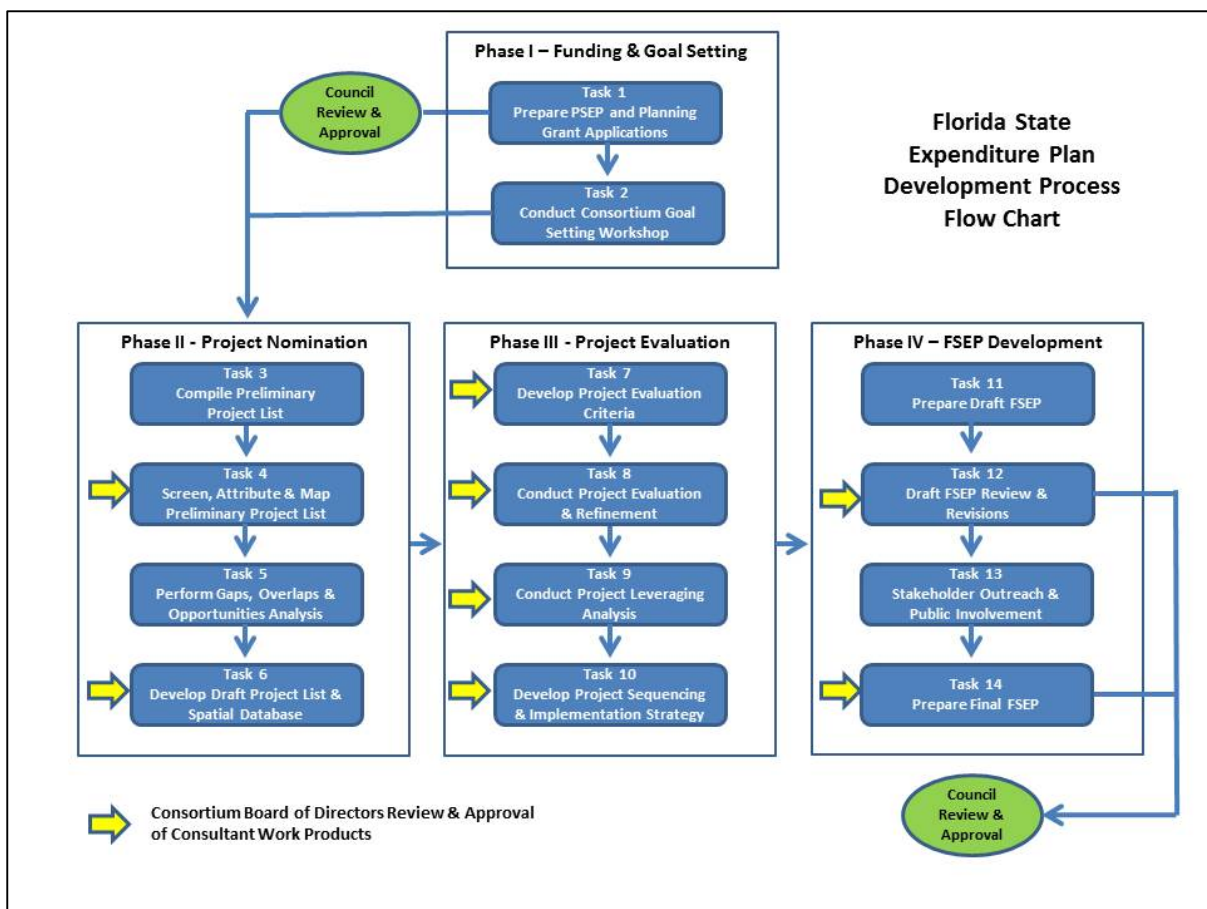 Phase I – Funding & Goal Setting
Council
Review &
Approval
Task 1
Prepare PSEP and Planning
Grant Applications
Task 2
Conduct Consortium Goal
Setting Workshop
Florida State
Expenditure Plan
Development Process
Flow Chart
Phase II - Project Nomination
Task 3
Compile Preliminary
Project List
Task 4
Screen, Attribute & Map
Preliminary Project List
Task 5
Perform Gaps, Overlaps &
Opportunities Analysis
Task 6
Develop Draft Project List &
Spatial Database
Phase III - Project Evaluation
Task 7
Develop Project Evaluation
Criteria
Task 8
Conduct Project Evaluation
& Refinement
Task 9
Conduct Project Leveraging
Analysis
Task 10
Develop Project Sequencing
& Implementation Strategy
Phase IV – FSEP Development
Task 11
Prepare Draft FSEP
Task 12
Draft FSEP Review &
Revisions
Task 13
Stakeholder Outreach &
Public Involvement
Task 14
Prepare Final FSEP
Consortium Board of Directors Review & Approval
of Consultant Work Products
Council
Review &
Approval